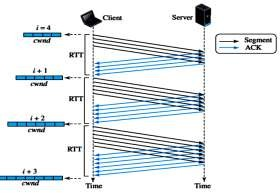 Client
Server
i = 4
cwnd
Segment
ACK
RTT
i + 1
cwnd
RTT
i + 2
cwnd
RTT
i + 3
cwnd
Time
Time